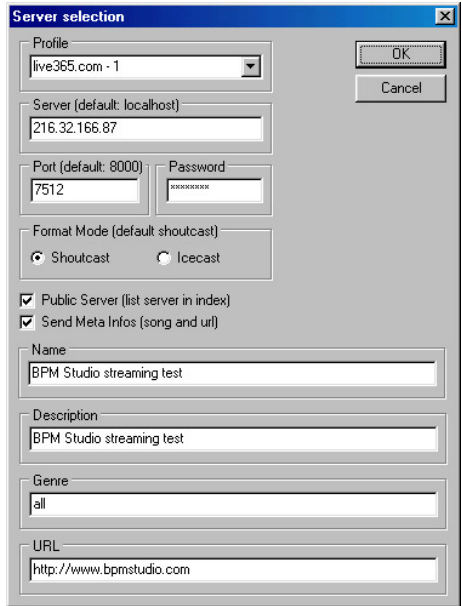 Server selection
Profile
live365.com - 1
OK
Cancel
Server (default: localhost)
216.32.166.87
Port (default: 8000)
Password
7512
********
Format Mode (default shoutcast)
Shoutcast
Icecast
Public Server (list server in index)
Send Meta Infos (song and url)
Name
BPM Studio streaming test
Description
BPM Studio streaming test
Genre
all
URL
http://www.bpmstudio.com